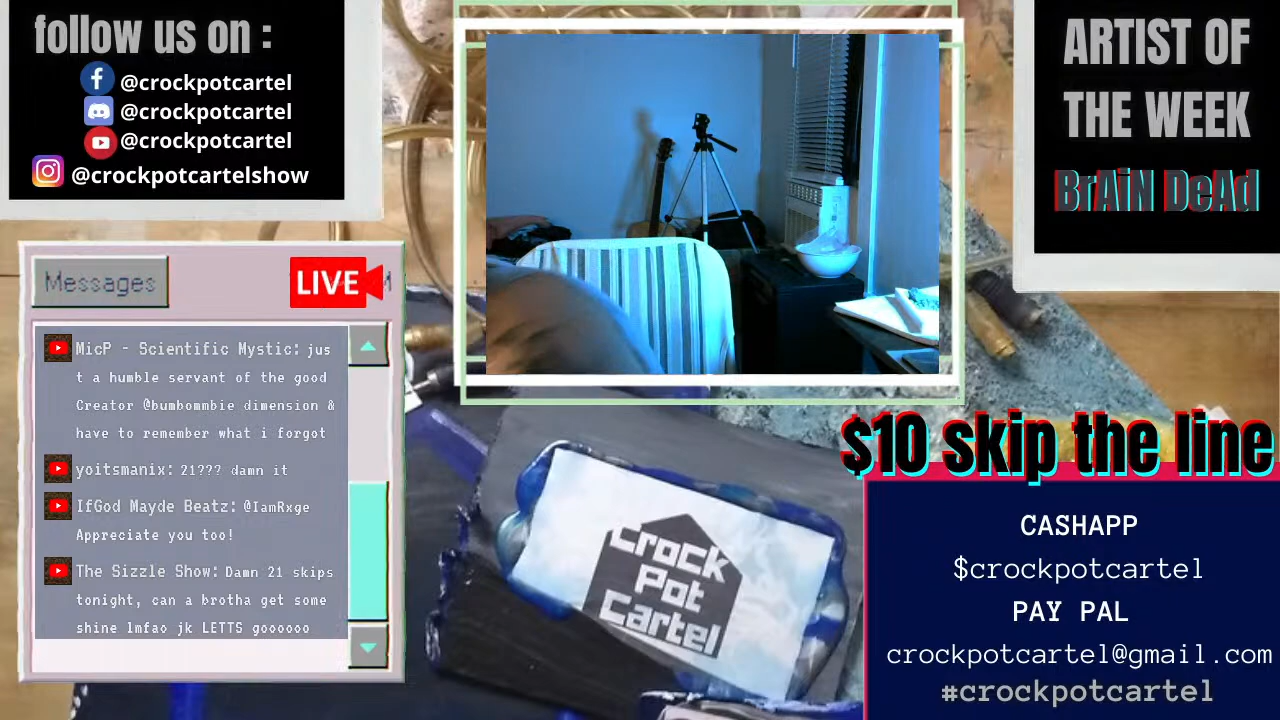 follow us on :
@crockpotcartel
@crockpotcartel
@crockpotcartel
@crockpotcartelshow
ARTIST OF
THE WEEK
BrAiN DeAd
Messages
LIVE
MicP - Scientific Mystic: jus
t a humble servant of the good
Creator @bumbommbie dimension &
have to remember what i forgot
yoitsmanix: 21??? damn it
IfGod Mayde Beatz: @IamRxge
Appreciate you too!
The Sizzle Show: Damn 21 skips
tonight, can a brotha get some
shine lmfao jk LETTS goooooo
Crock
Pot
Cartel
$10 skip the line
CASHAPP
$crockpotcartel
PAY PAL
crockpotcartel@gmail.com
#crockpotcartel